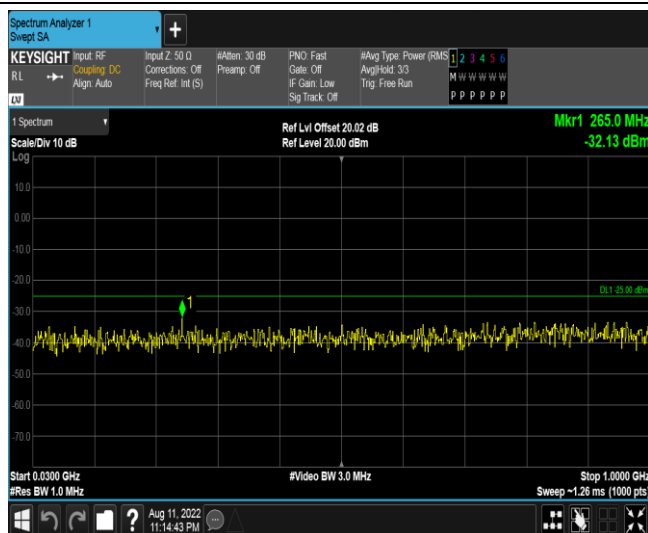 Spectrum Analyzer 1
Swept SA
+
KEYSIGHT
RL
LXI
Input: RF
Coupling: DC
Align: Auto
Input Z: 50 Ω
Corrections: Off
Freq Ref: Int (S)
#Atten: 30 dB
Preamp: Off
PNO: Fast
Gate: Off
IF Gain: Low
Sig Track: Off
#Avg Type: Power (RMS
Avg|Hold: 3/3
Trig: Free Run
1 2 3 4 5 6
M W W W W W
P P P P P P
1 Spectrum
Scale/Div 10 dB
Log
Ref Lvl Offset 20.02 dB
Ref Level 20.00 dBm
Mkr1 265.0 MHz
-32.13 dBm
10.0
0.00
-10.0
-20.0
DL1 -25.00 dBm
1
-30.0
-40.0
-50.0
-60.0
-70.0
Start 0.0300 GHz
#Res BW 1.0 MHz
#Video BW 3.0 MHz
Stop 1.0000 GHz
Sweep ~1.26 ms (1000 pts)
?
Aug 11, 2022
11:14:43 PM